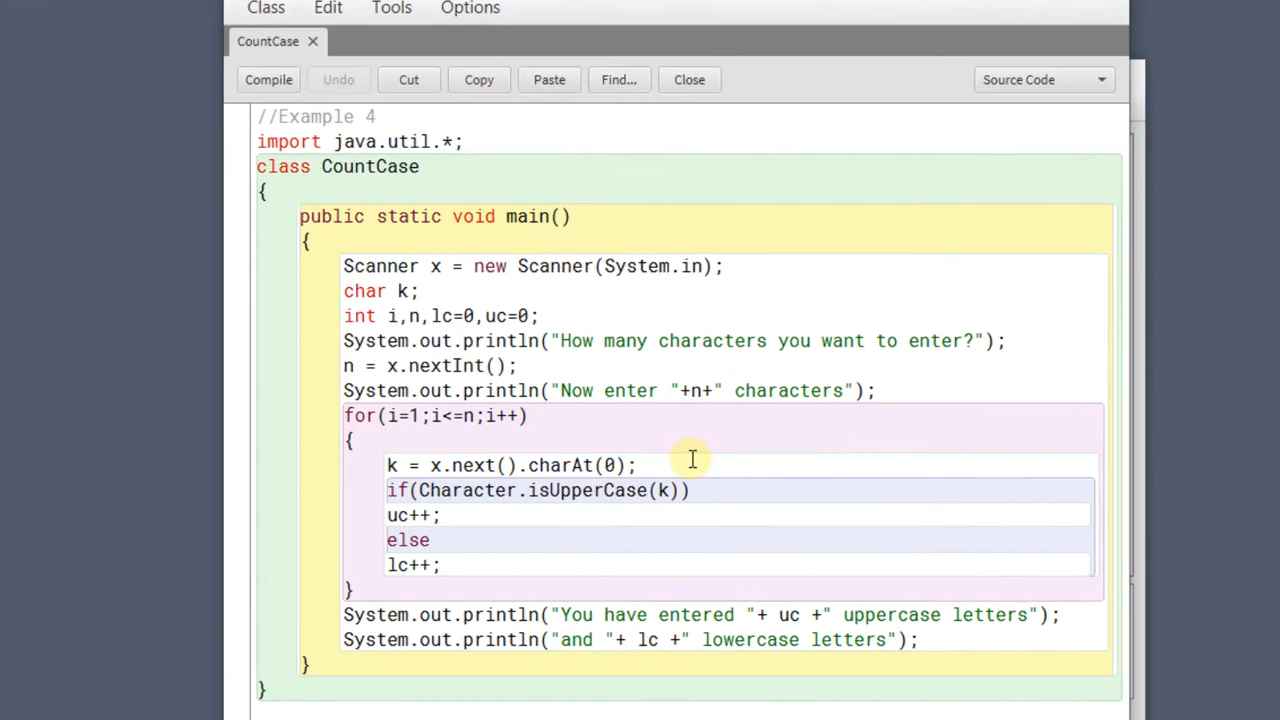 Class Edit Tools Options
CountCase ×
Compile Undo Cut Copy Paste Find... Close Source Code
//Example 4
import java.util.*;
class CountCase
{
public static void main()
{
Scanner x = new Scanner(System.in);
char k;
int i,n,lc=0,uc=0;
System.out.println("How many characters you want to enter?");
n = x.nextInt();
System.out.println("Now enter "+n+" characters");
for(i=1;i<=n;i++)
{
k = x.next().charAt(0);
if(Character.isUpperCase(k))
uc++;
else
lc++;
}
System.out.println("You have entered "+ uc +" uppercase letters");
System.out.println("and "+ lc +" lowercase letters");
}
}